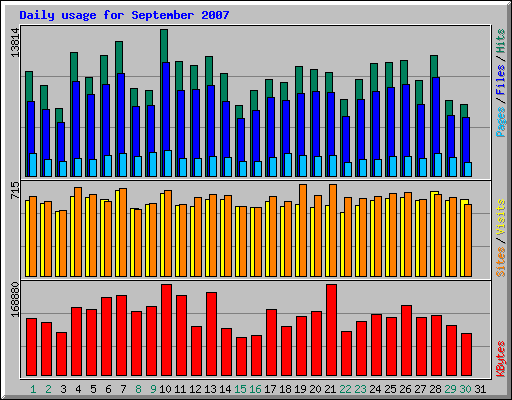 Daily usage for September 2007
13814
Pages/Files/Hits
715
Sites/Visits
168880
KBytes
1 2 3 4 5 6 7 8 9 10 11 12 13 14 15 16 17 18 19 20 21 22 23 24 25 26 27 28 29 30 31